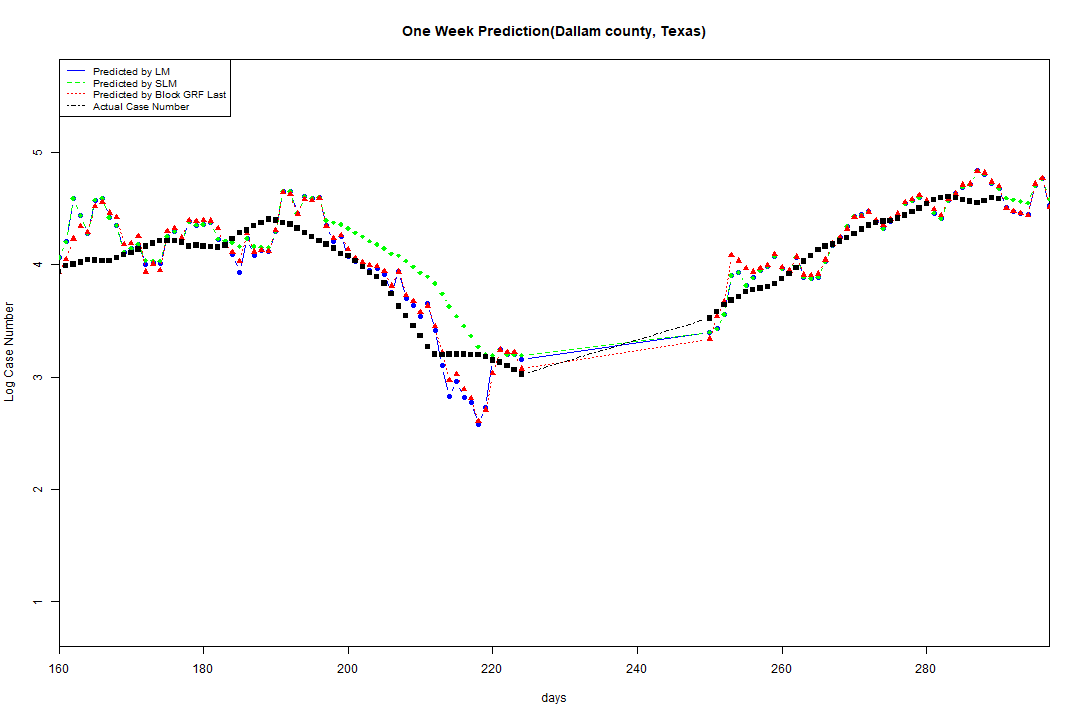 One Week Prediction(Dallam county, Texas)
Predicted by LM
Predicted by SLM
Predicted by Block GRF Last
Actual Case Number
5
4
3
2
1
Log Case Number
160 180 200 220 240 260 280
days